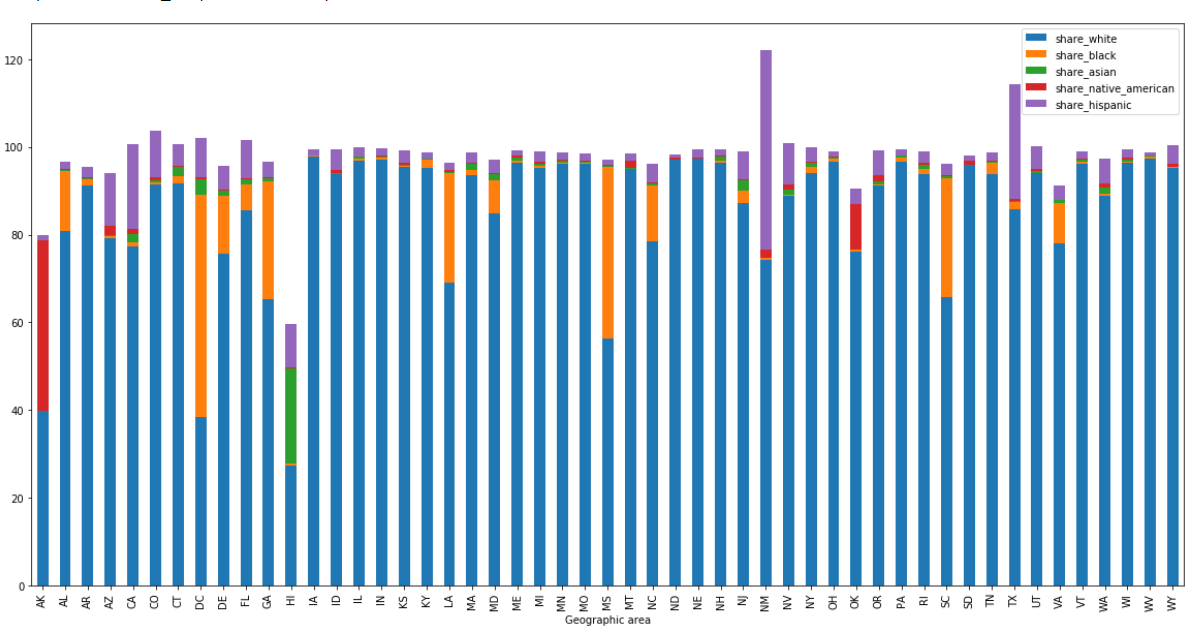 share_white
share_black
share_asian
share_native_american
share_hispanic
120
100
80
60
40
20
0
AK AL AR AZ CA CO CT DC DE FL GA HI IA ID IL IN KS KY LA MA MD ME MI MN MO MS MT NC ND NE NH NJ NM NV NY OH OK OR PA RI SC SD TN TX UT VA VT WA WI WV WY
Geographic area